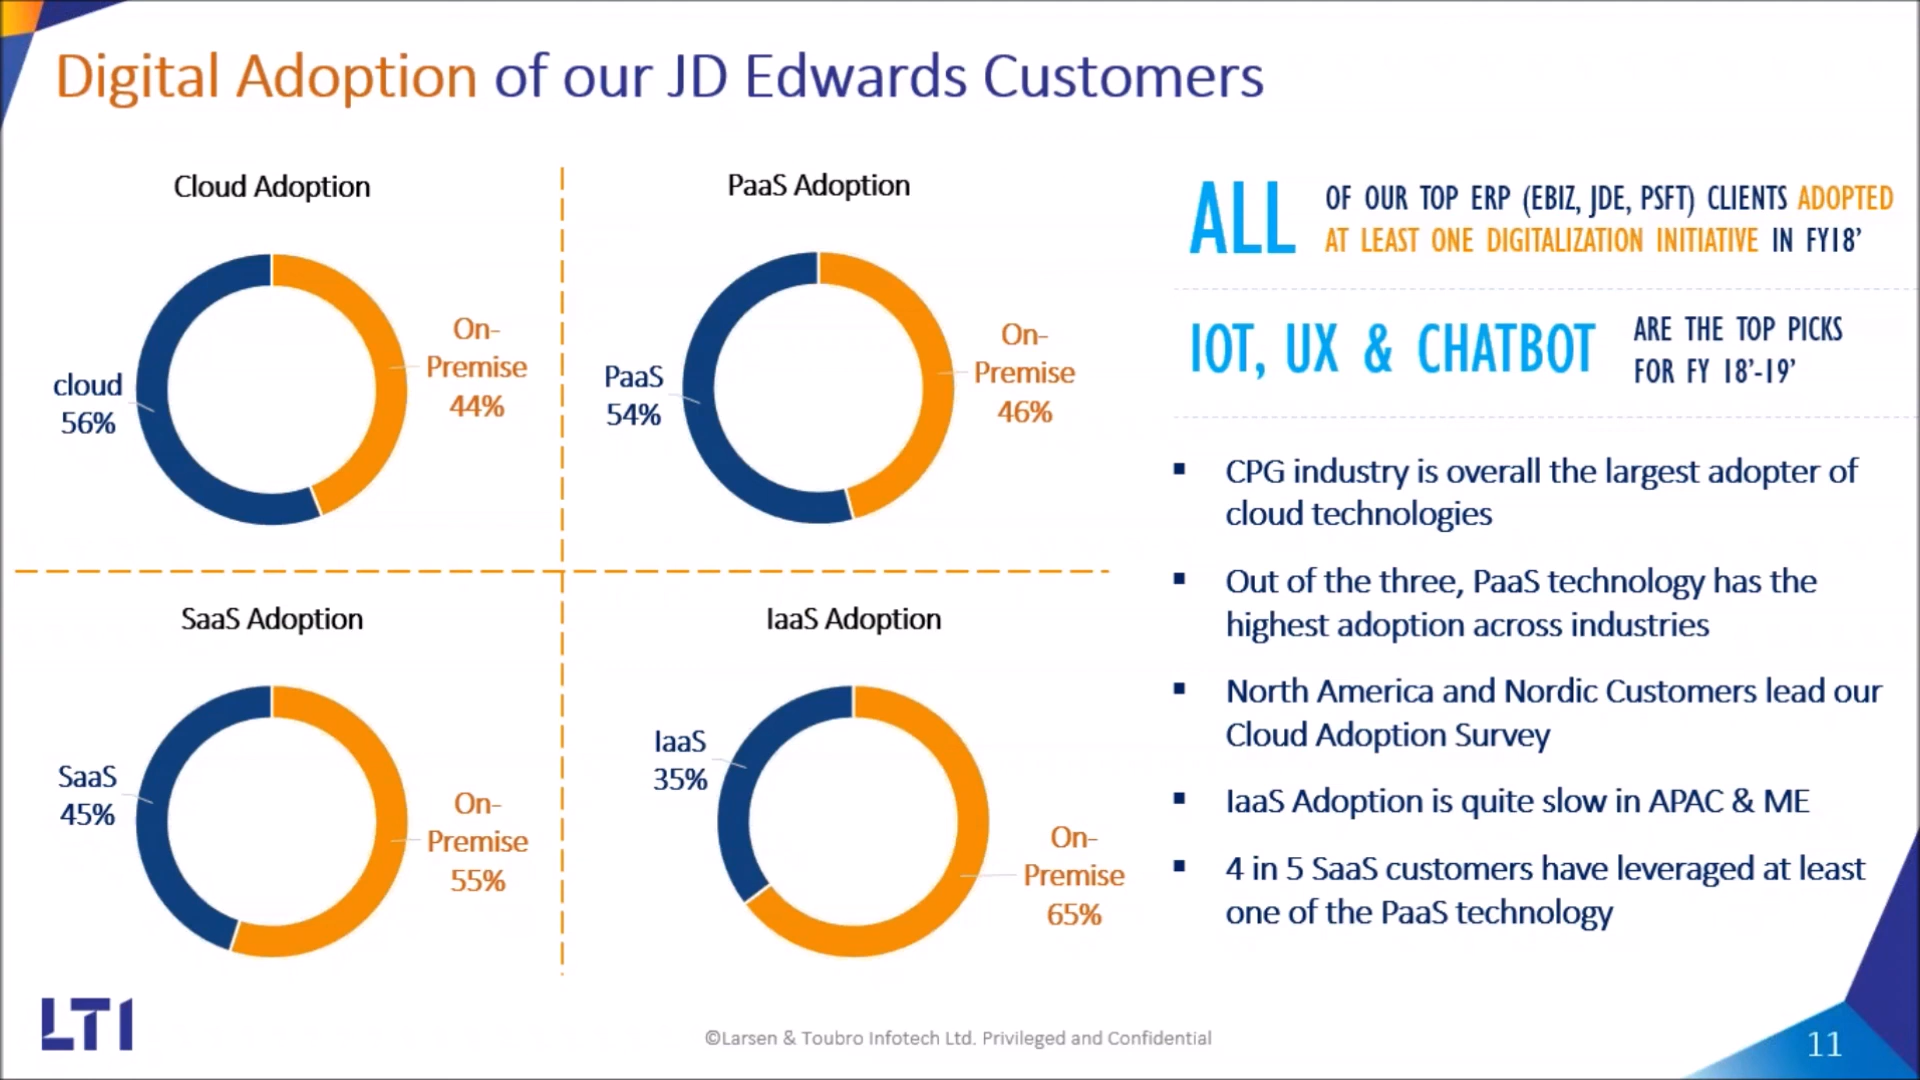 Digital Adoption of our JD Edwards Customers
Cloud Adoption
cloud
56%
On-
Premise
44%
PaaS Adoption
PaaS
54%
On-
Premise
46%
SaaS Adoption
SaaS
45%
On-
Premise
55%
IaaS Adoption
IaaS
35%
On-
Premise
65%
ALL
OF OUR TOP ERP (EBIZ, JDE, PSFT) CLIENTS ADOPTED
AT LEAST ONE DIGITALIZATION INITIATIVE IN FY18’
IOT, UX & CHATBOT
ARE THE TOP PICKS
FOR FY 18’-19’
▪ CPG industry is overall the largest adopter of
cloud technologies
▪ Out of the three, PaaS technology has the
highest adoption across industries
▪ North America and Nordic Customers lead our
Cloud Adoption Survey
▪ IaaS Adoption is quite slow in APAC & ME
▪ 4 in 5 SaaS customers have leveraged at least
one of the PaaS technology
LTI
©Larsen & Toubro Infotech Ltd. Privileged and Confidential
11